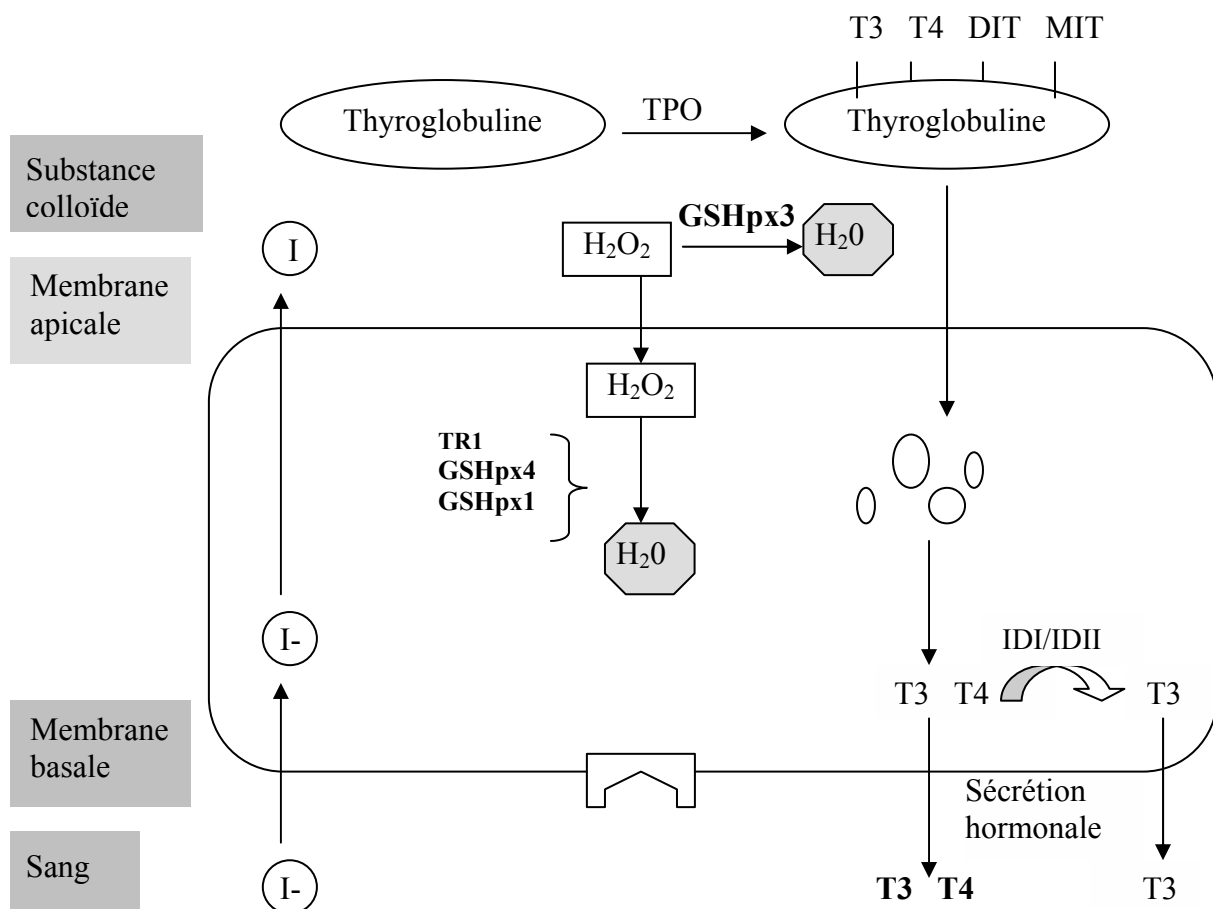 T3 T4 DIT MIT
Thyroglobuline
TPO
Thyroglobuline
Substance
colloïde
GSHpx3
I
H₂O₂
H₂0
Membrane
apicale
H₂O₂
TR1
GSHpx4
GSHpx1
H₂0
I-
IDI/IDII
T3 T4
T3
Membrane
basale
Sécrétion
hormonale
Sang
I-
T3 T4
T3